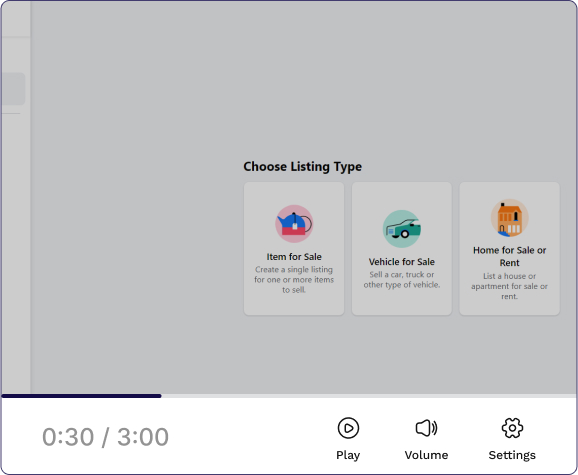 Choose Listing Type
Item for Sale
Create a single listing
for one or more items
to sell.
Vehicle for Sale
Sell a car, truck or
other type of vehicle.
Home for Sale or
Rent
List a house or
apartment for sale or
rent.
0:30 / 3:00
Play
Volume
Settings